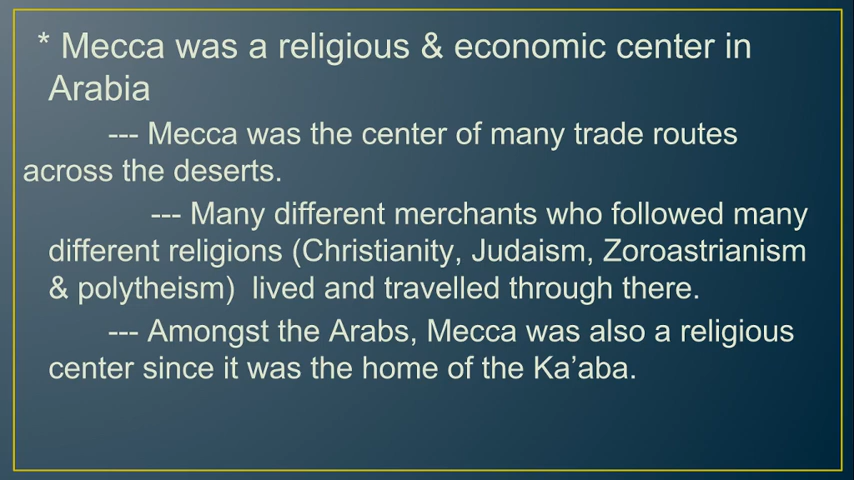 * Mecca was a religious & economic center in
Arabia
--- Mecca was the center of many trade routes
across the deserts.
--- Many different merchants who followed many
different religions (Christianity, Judaism, Zoroastrianism
& polytheism)  lived and travelled through there.
--- Amongst the Arabs, Mecca was also a religious
center since it was the home of the Ka’aba.